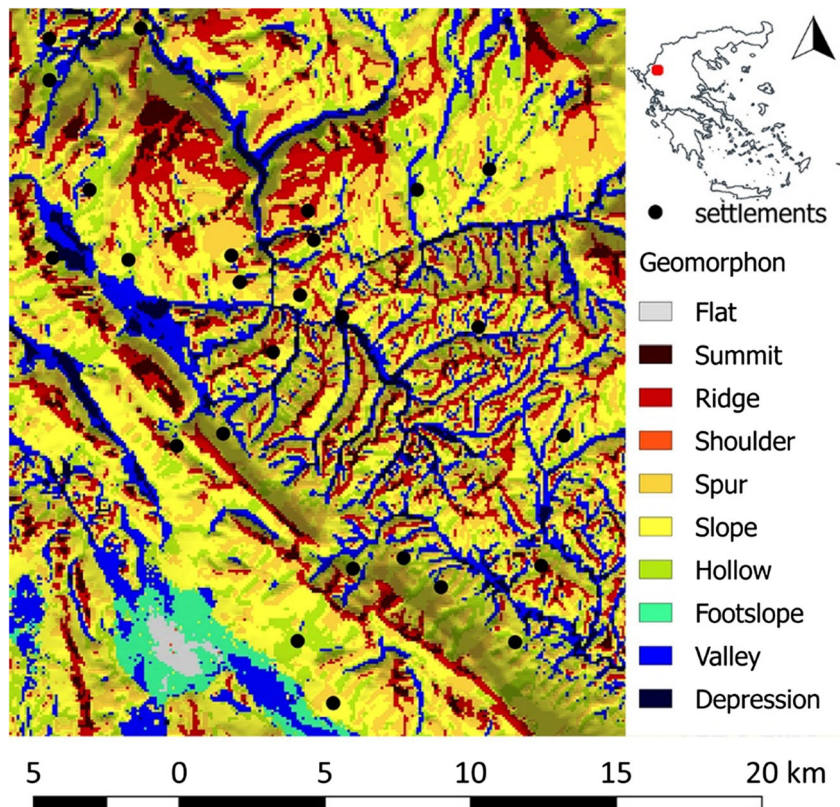 settlements
Geomorphon
Flat
Summit
Ridge
Shoulder
Spur
Slope
Hollow
Footslope
Valley
Depression
5 0 5 10 15 20 km